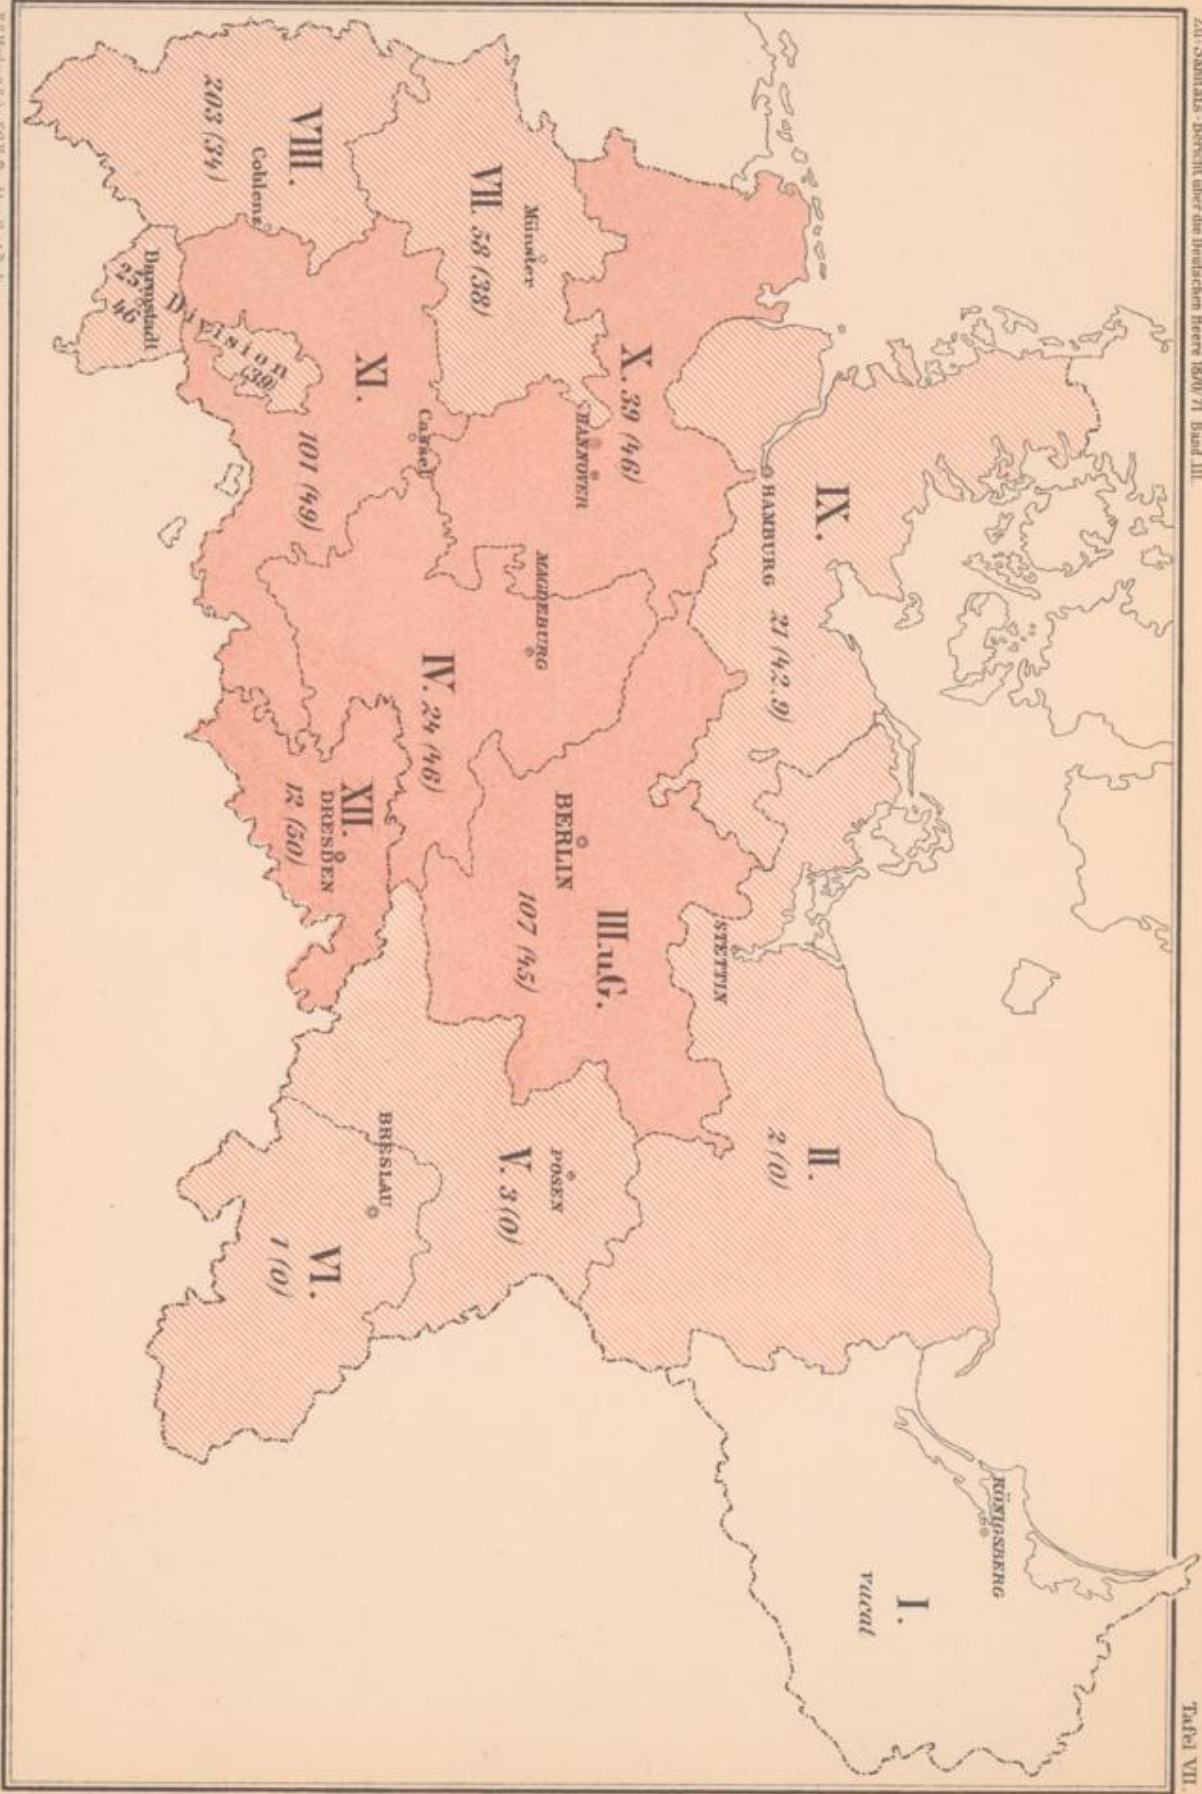 Zu: Sanitäts-Bericht über die Deutschen Heere 1870/71 Band III.
Tafel VII.
I.
vacat
KÖNIGSBERG
IX.
HAMBURG
21 (42.9)
II.
2 (0)
STETTIN
X. 39 (46)
HANNOVER
III.u.G.
BERLIN
107 (45)
MAGDEBURG
POSEN
V. 3 (0)
VII. 58 (38)
Münster
IV. 24 (46)
Cassel
XI.
101 (49)
XII.
DRESDEN
12 (50)
BRESLAU
VI.
1 (0)
VIII.
Coblenz
203 (34)
Division
(39)
Darmstadt
25.
46